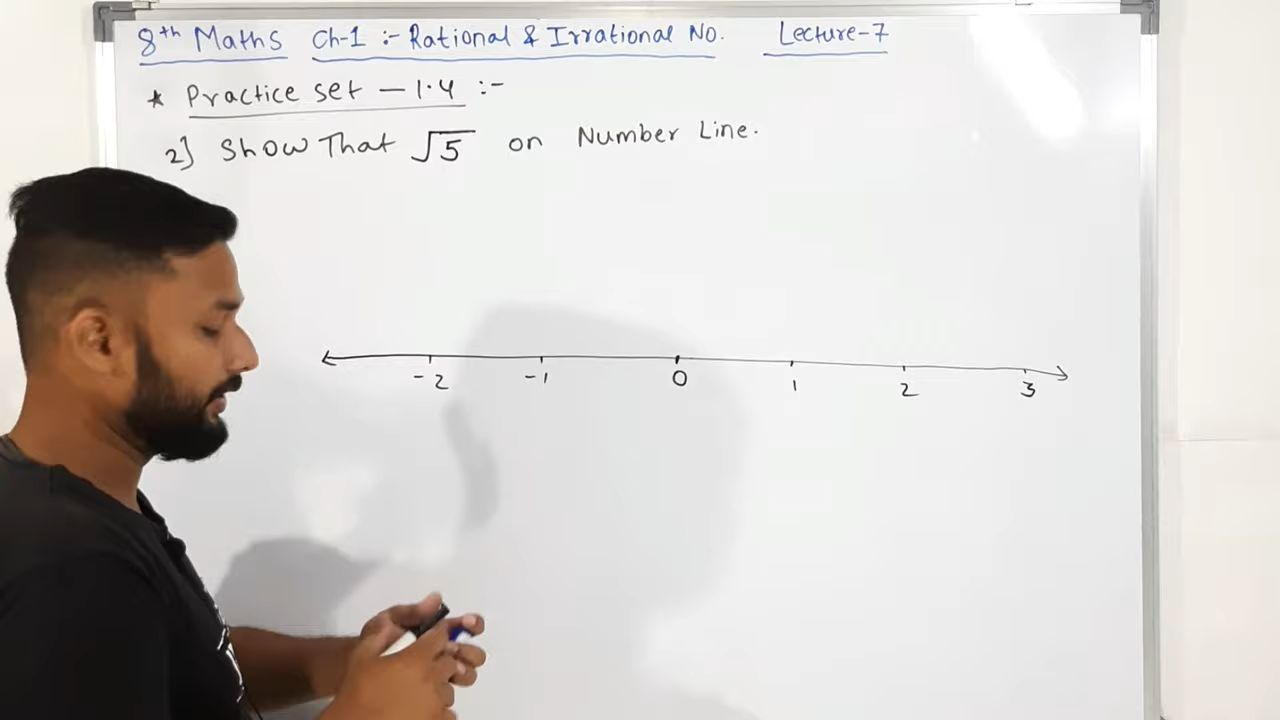 8th Maths Ch-1 :- Rational & Irrational No. Lecture-7
* Practice set - 1.4 :-
2] Show That √5 on Number Line.
-2 -1 0 1 2 3